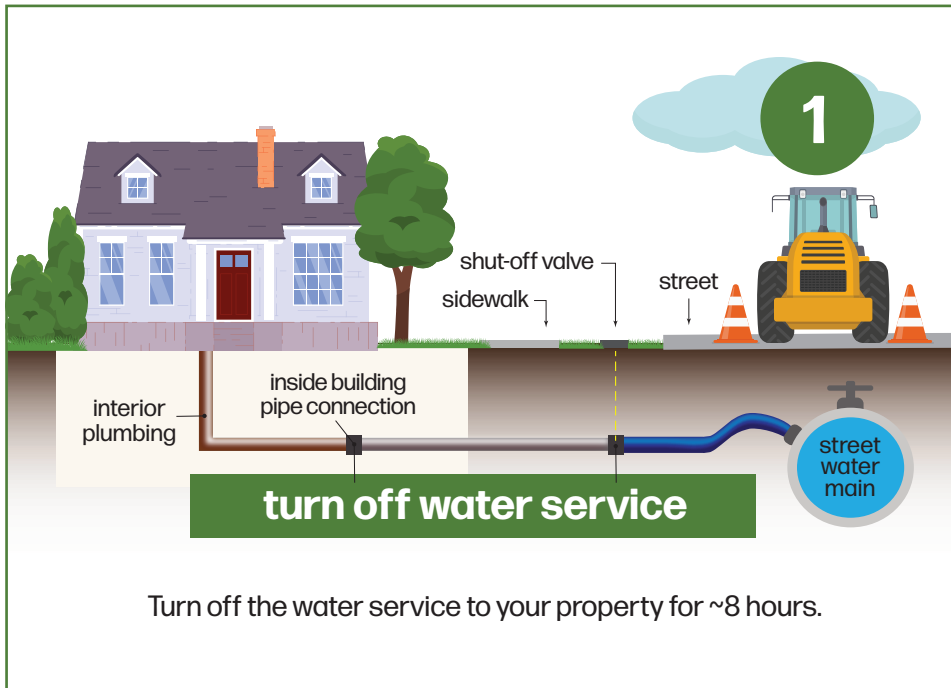 1
shut-off valve
sidewalk
street
interior
plumbing
inside building
pipe connection
street
water
main
turn off water service
Turn off the water service to your property for ~8 hours.